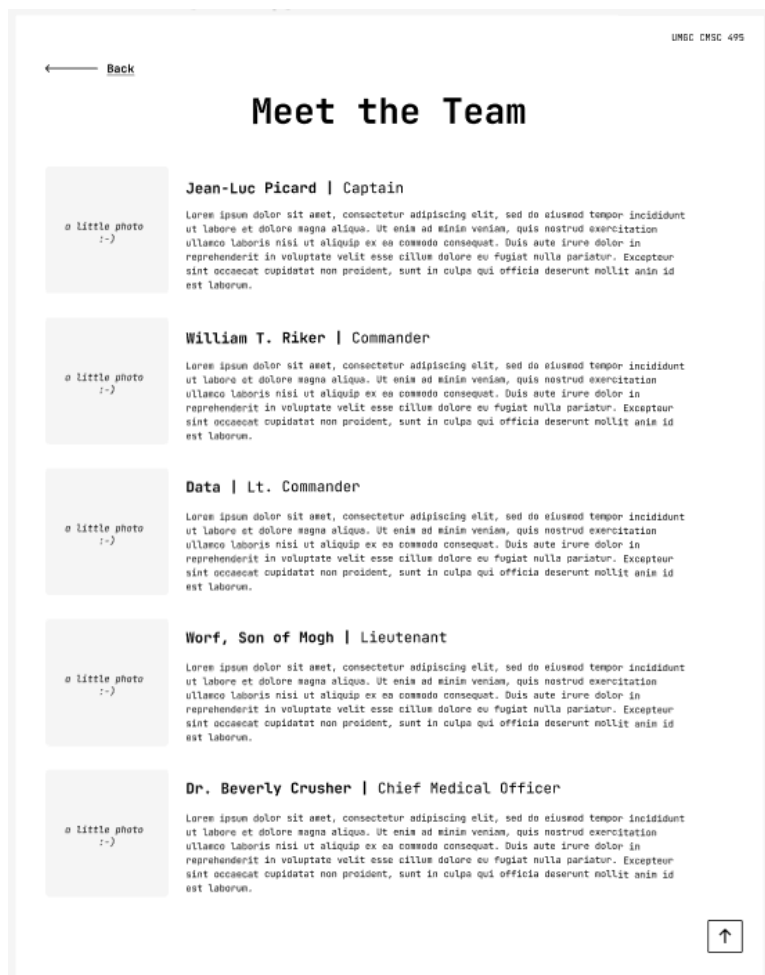 UMGC CMSC 495
Back
Meet the Team
a little photo
:-)
Jean-Luc Picard | Captain
Lorem ipsum dolor sit amet, consectetur adipiscing elit, sed do eiusmod tempor incididunt
ut labore et dolore magna aliqua. Ut enim ad minim veniam, quis nostrud exercitation
ullamco laboris nisi ut aliquip ex ea commodo consequat. Duis aute irure dolor in
reprehenderit in voluptate velit esse cillum dolore eu fugiat nulla pariatur. Excepteur
sint occaecat cupidatat non proident, sunt in culpa qui officia deserunt mollit anim id
est laborum.
a little photo
:-)
William T. Riker | Commander
Lorem ipsum dolor sit amet, consectetur adipiscing elit, sed do eiusmod tempor incididunt
ut labore et dolore magna aliqua. Ut enim ad minim veniam, quis nostrud exercitation
ullamco laboris nisi ut aliquip ex ea commodo consequat. Duis aute irure dolor in
reprehenderit in voluptate velit esse cillum dolore eu fugiat nulla pariatur. Excepteur
sint occaecat cupidatat non proident, sunt in culpa qui officia deserunt mollit anim id
est laborum.
a little photo
:-)
Data | Lt. Commander
Lorem ipsum dolor sit amet, consectetur adipiscing elit, sed do eiusmod tempor incididunt
ut labore et dolore magna aliqua. Ut enim ad minim veniam, quis nostrud exercitation
ullamco laboris nisi ut aliquip ex ea commodo consequat. Duis aute irure dolor in
reprehenderit in voluptate velit esse cillum dolore eu fugiat nulla pariatur. Excepteur
sint occaecat cupidatat non proident, sunt in culpa qui officia deserunt mollit anim id
est laborum.
a little photo
:-)
Worf, Son of Mogh | Lieutenant
Lorem ipsum dolor sit amet, consectetur adipiscing elit, sed do eiusmod tempor incididunt
ut labore et dolore magna aliqua. Ut enim ad minim veniam, quis nostrud exercitation
ullamco laboris nisi ut aliquip ex ea commodo consequat. Duis aute irure dolor in
reprehenderit in voluptate velit esse cillum dolore eu fugiat nulla pariatur. Excepteur
sint occaecat cupidatat non proident, sunt in culpa qui officia deserunt mollit anim id
est laborum.
a little photo
:-)
Dr. Beverly Crusher | Chief Medical Officer
Lorem ipsum dolor sit amet, consectetur adipiscing elit, sed do eiusmod tempor incididunt
ut labore et dolore magna aliqua. Ut enim ad minim veniam, quis nostrud exercitation
ullamco laboris nisi ut aliquip ex ea commodo consequat. Duis aute irure dolor in
reprehenderit in voluptate velit esse cillum dolore eu fugiat nulla pariatur. Excepteur
sint occaecat cupidatat non proident, sunt in culpa qui officia deserunt mollit anim id
est laborum.